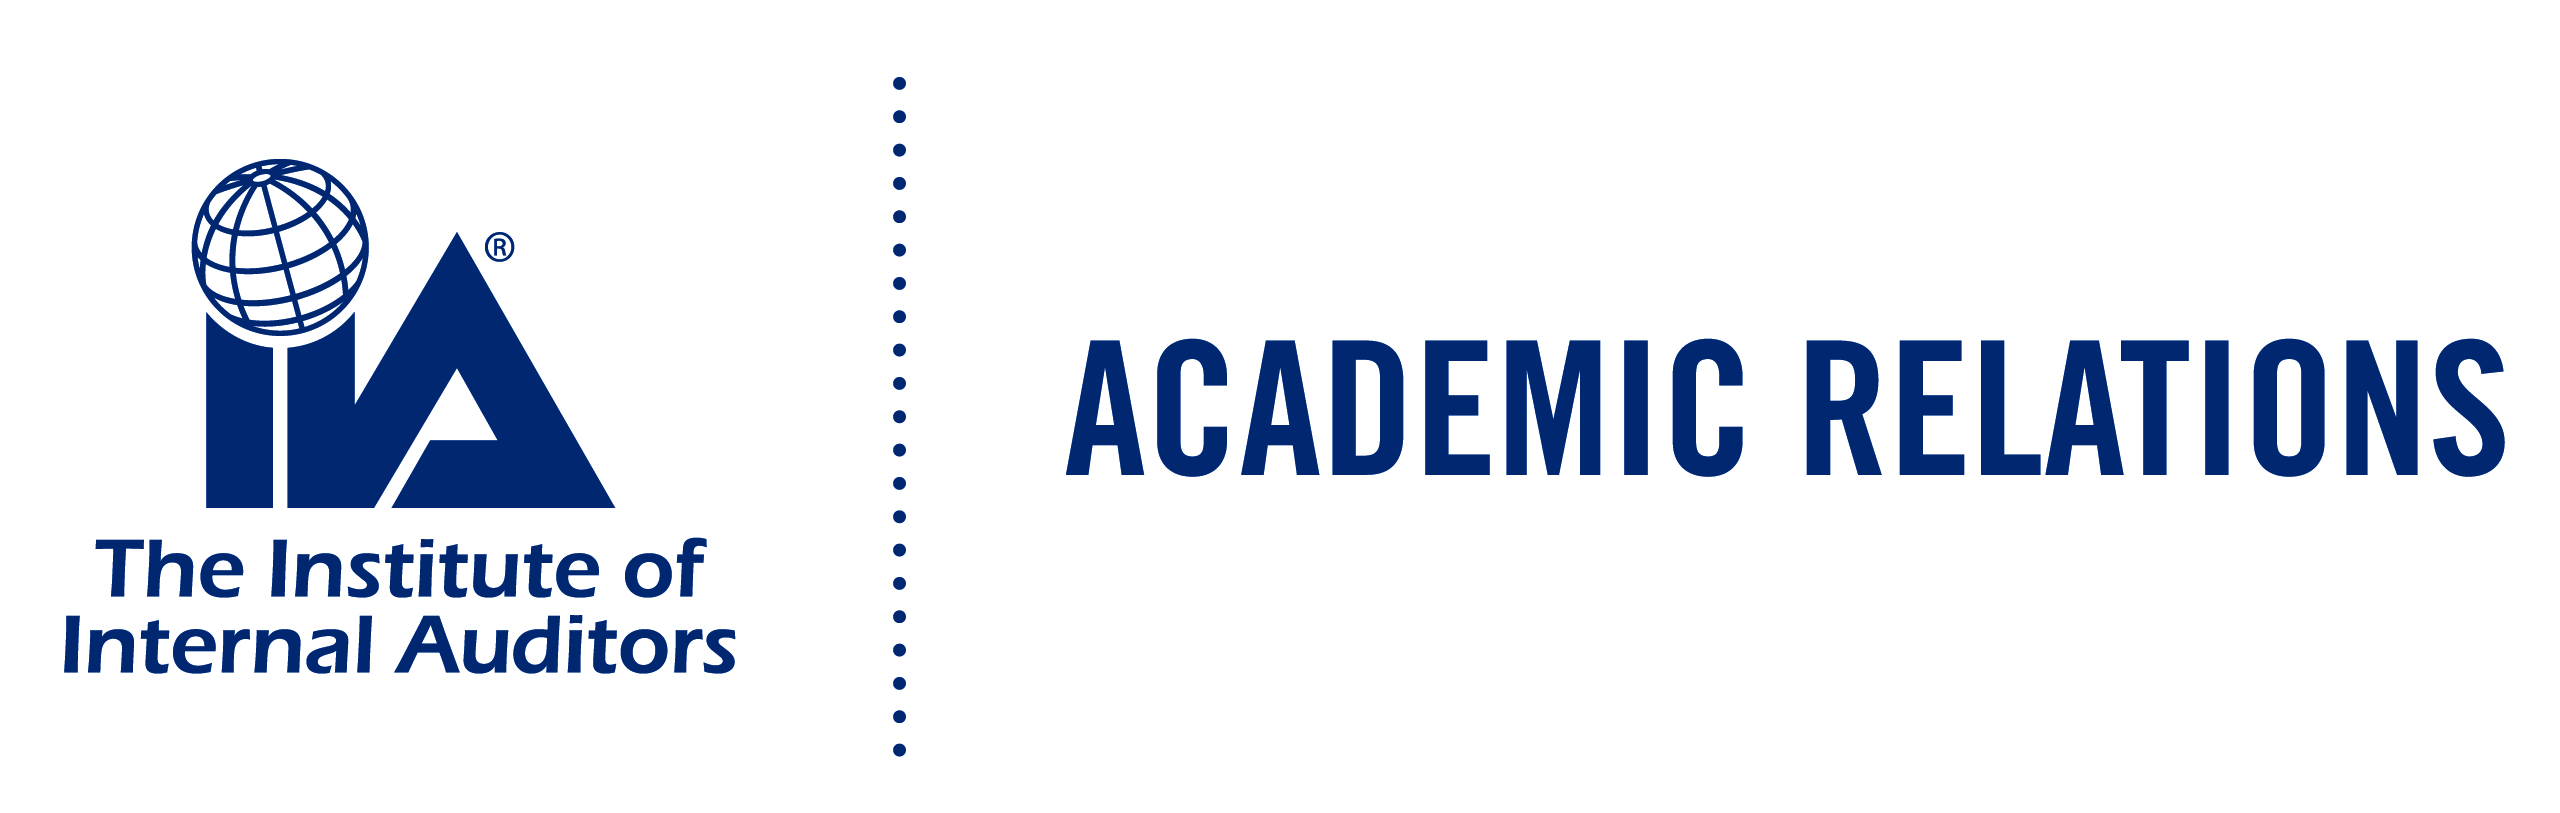 IIA®
The Institute of
Internal Auditors
ACADEMIC RELATIONS